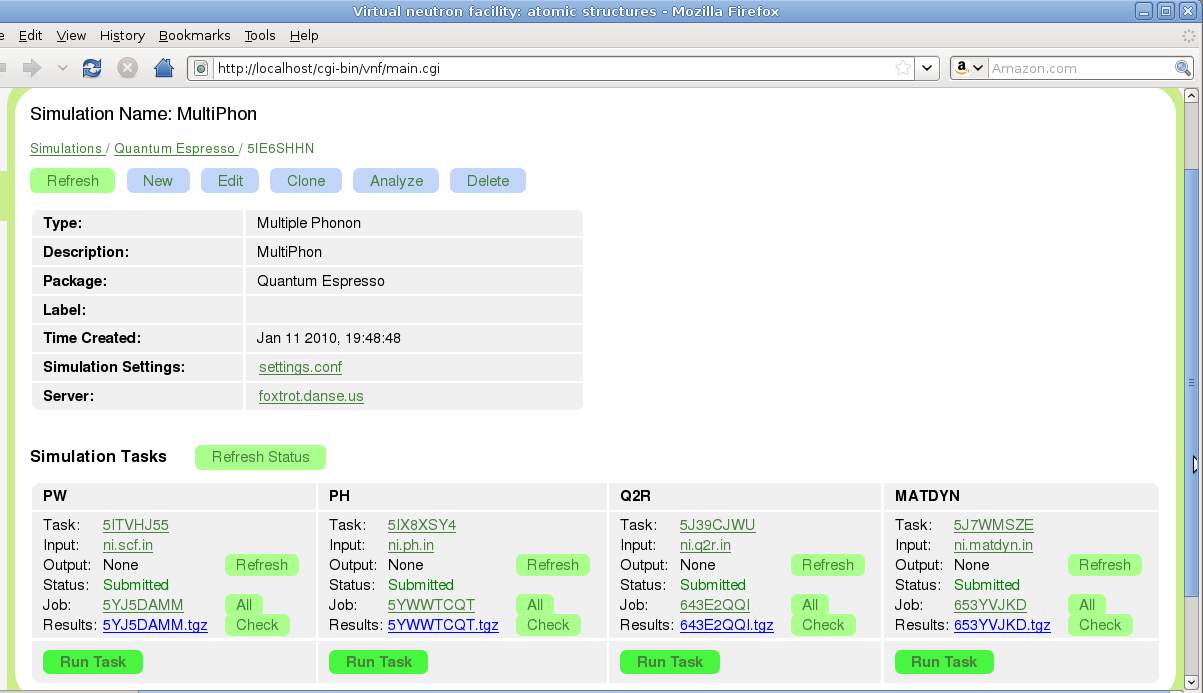 Virtual neutron facility: atomic structures - Mozilla Firefox
e Edit View History Bookmarks Tools Help
http://localhost/cgi-bin/vnf/main.cgi a Amazon.com
Simulation Name: MultiPhon
Simulations / Quantum Espresso / 5IE6SHHN
Refresh New Edit Clone Analyze Delete
Type: Multiple Phonon
Description: MultiPhon
Package: Quantum Espresso
Label:
Time Created: Jan 11 2010, 19:48:48
Simulation Settings: settings.conf
Server: foxtrot.danse.us
Simulation Tasks Refresh Status
PW PH Q2R MATDYN
Task: 5ITVHJ55 Task: 5IX8XSY4 Task: 5J39CJWU Task: 5J7WMSZE
Input: ni.scf.in Input: ni.ph.in Input: ni.q2r.in Input: ni.matdyn.in
Output: None Refresh Output: None Refresh Output: None Refresh Output: None Refresh
Status: Submitted Status: Submitted Status: Submitted Status: Submitted
Job: 5YJ5DAMM All Job: 5YWWTCQT All Job: 643E2QQI All Job: 653YVJKD All
Results: 5YJ5DAMM.tgz Check Results: 5YWWTCQT.tgz Check Results: 643E2QQI.tgz Check Results: 653YVJKD.tgz Check
Run Task Run Task Run Task Run Task